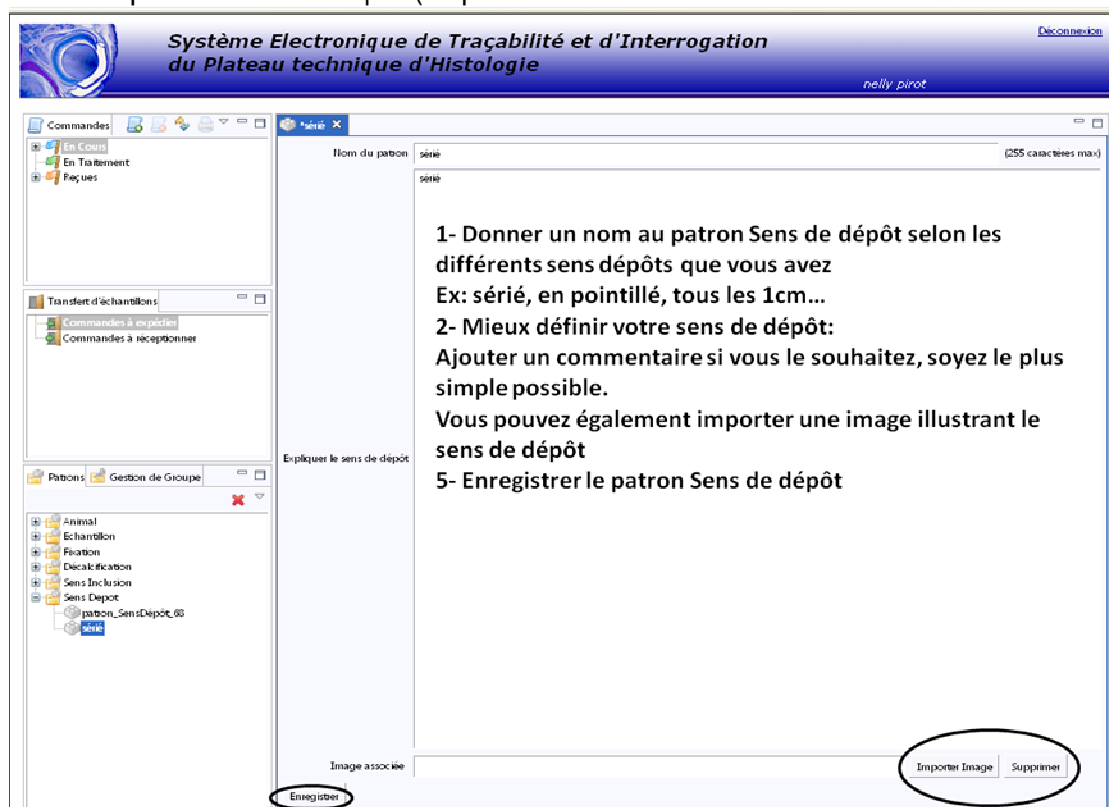 Système Electronique de Traçabilité et d'Interrogation
du Plateau technique d'Histologie
Déconnexion
nelly pirot
Commandes
En Cours
En Traitement
Reçues
Transfert d'échantillons
Commandes à expédier
Commandes à réceptionner
Patrons Gestion de Groupe
Animal
Echantillon
Fixation
Décalcification
Sens Inclusion
Sens Depot
patron_SensDépôt_68
sérié
*sérié
Nom du patron sérié (255 caractères max)
Expliquer le sens de dépôt
sérié
1- Donner un nom au patron Sens de dépôt selon les
différents sens dépôts que vous avez
Ex: sérié, en pointillé, tous les 1cm...
2- Mieux définir votre sens de dépôt:
Ajouter un commentaire si vous le souhaitez, soyez le plus
simple possible.
Vous pouvez également importer une image illustrant le
sens de dépôt
5- Enregistrer le patron Sens de dépôt
Image associée
Importer Image Supprimer
Enregistrer